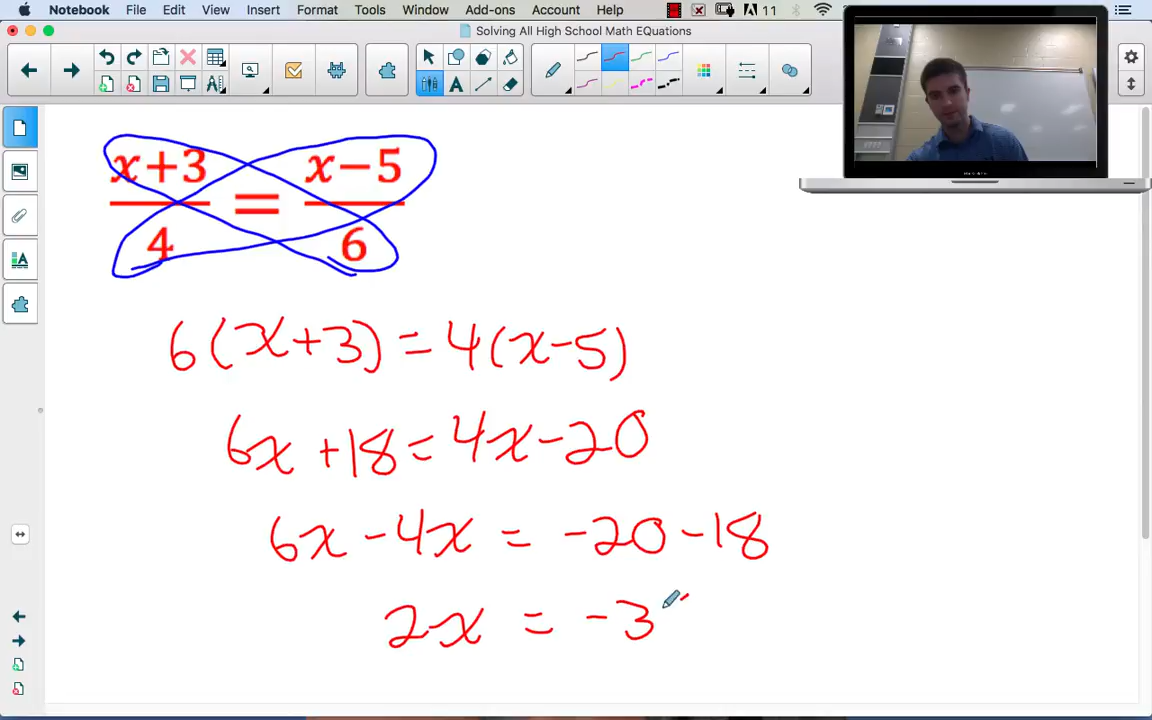 Notebook File Edit View Insert Format Tools Window Add-ons Account Help 11
Solving All High School Math EQuations
x+3 = x−5
4 6
6(x+3) = 4(x-5)
6x +18 = 4x-20
6x -4x = -20 -18
2x = -3